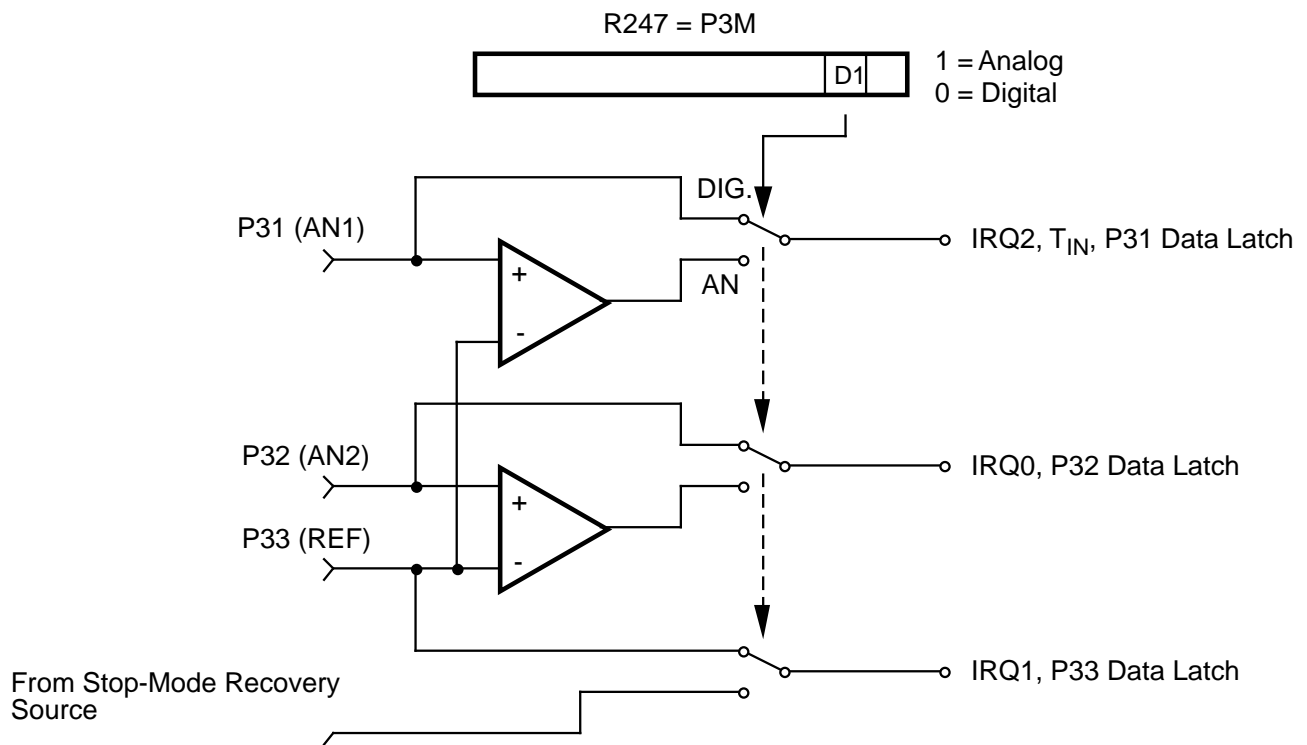 R247 = P3M
D1
1 = Analog
0 = Digital
DIG.
P31 (AN1)
IRQ2, TIN, P31 Data Latch
+
AN
-
P32 (AN2)
IRQ0, P32 Data Latch
+
P33 (REF)
-
From Stop-Mode Recovery
Source
IRQ1, P33 Data Latch